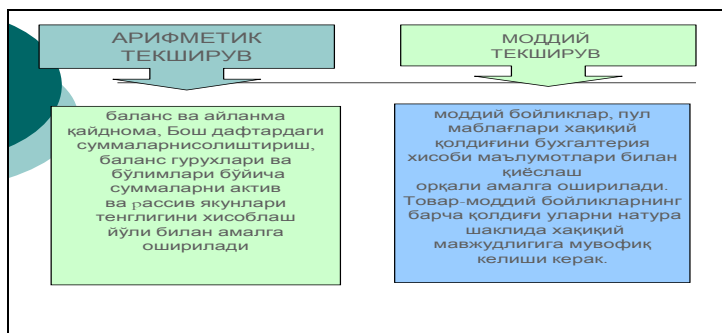 АРИФМЕТИК
ТЕКШИРУВ
баланс ва айланма
қайднома, Бош дафтардаги
суммаларнисолиштириш,
баланс гурухлари ва
бўлимлари бўйича
суммаларни актив
ва рассив якунлари
тенглигини хисоблаш
йўли билан амалга
оширилади
МОДДИЙ
ТЕКШИРУВ
моддий бойликлар, пул
маблағлари хақиқий
қолдиғини бухгалтерия
хисоби маълумотлари билан
қиёслаш
орқали амалга оширилади.
Товар-моддий бойликларнинг
барча қолдиғи уларни натура
шаклида хақиқий
мавжудлигига мувофиқ
келиши керак.